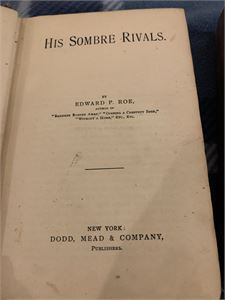 HIS SOMBRE RIVALS.
BY
EDWARD P. ROE,
AUTHOR OF
"BARRIERS BURNED AWAY," "OPENING A CHESTNUT BURR,"
"WITHOUT A HOME," ETC., ETC.
NEW YORK:
DODD, MEAD & COMPANY,
PUBLISHERS.